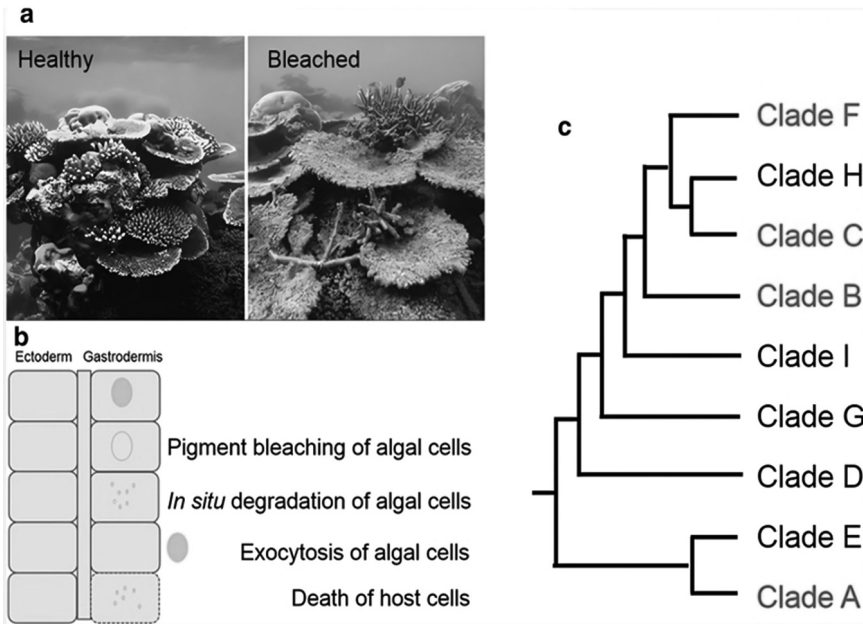 a
Healthy
Bleached
b
Ectoderm Gastrodermis
Pigment bleaching of algal cells
In situ degradation of algal cells
Exocytosis of algal cells
Death of host cells
c
Clade F
Clade H
Clade C
Clade B
Clade I
Clade G
Clade D
Clade E
Clade A